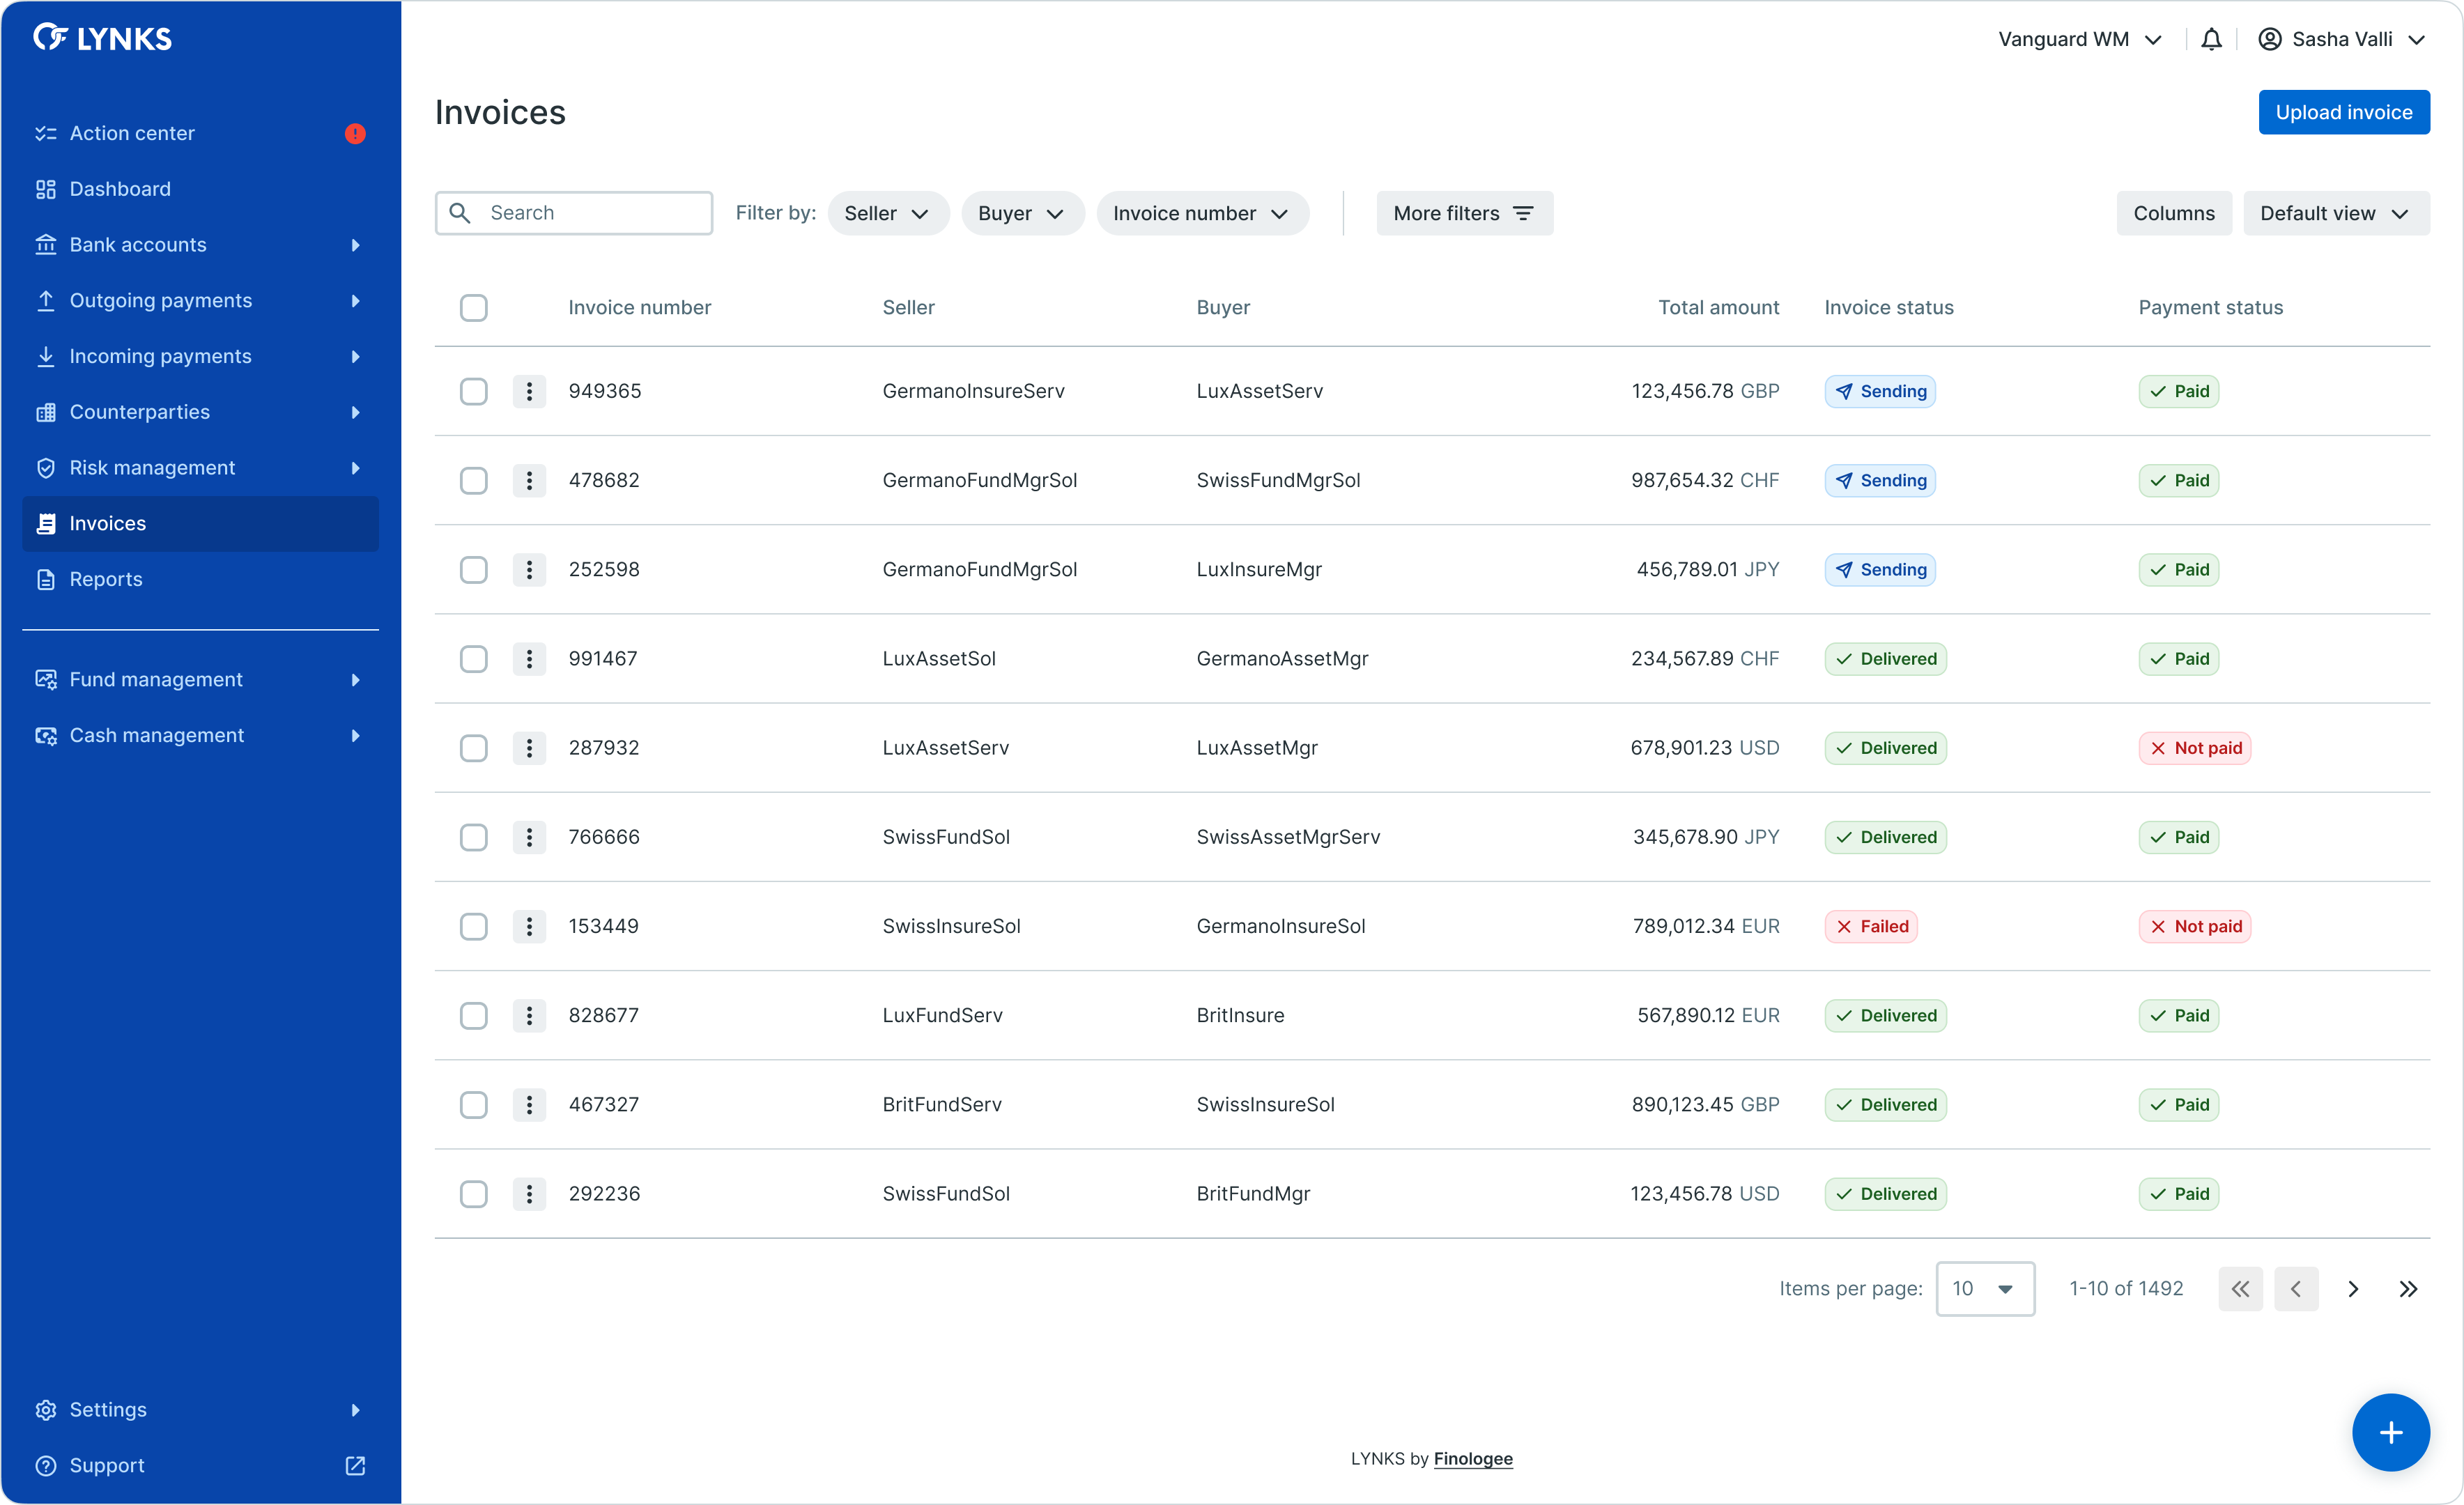 LYNKS
Vanguard WM
Sasha Valli
Action center
Dashboard
Bank accounts
Outgoing payments
Incoming payments
Counterparties
Risk management
Invoices
Reports
Fund management
Cash management
Settings
Support
Invoices
Upload invoice
Search Filter by: Seller Buyer Invoice number More filters Columns Default view
Invoice number Seller Buyer Total amount Invoice status Payment status
949365 GermanoInsureServ LuxAssetServ 123,456.78 GBP Sending Paid
478682 GermanoFundMgrSol SwissFundMgrSol 987,654.32 CHF Sending Paid
252598 GermanoFundMgrSol LuxInsureMgr 456,789.01 JPY Sending Paid
991467 LuxAssetSol GermanoAssetMgr 234,567.89 CHF Delivered Paid
287932 LuxAssetServ LuxAssetMgr 678,901.23 USD Delivered Not paid
766666 SwissFundSol SwissAssetMgrServ 345,678.90 JPY Delivered Paid
153449 SwissInsureSol GermanoInsureSol 789,012.34 EUR Failed Not paid
828677 LuxFundServ BritInsure 567,890.12 EUR Delivered Paid
467327 BritFundServ SwissInsureSol 890,123.45 GBP Delivered Paid
292236 SwissFundSol BritFundMgr 123,456.78 USD Delivered Paid
Items per page: 10 1-10 of 1492
LYNKS by Finologee